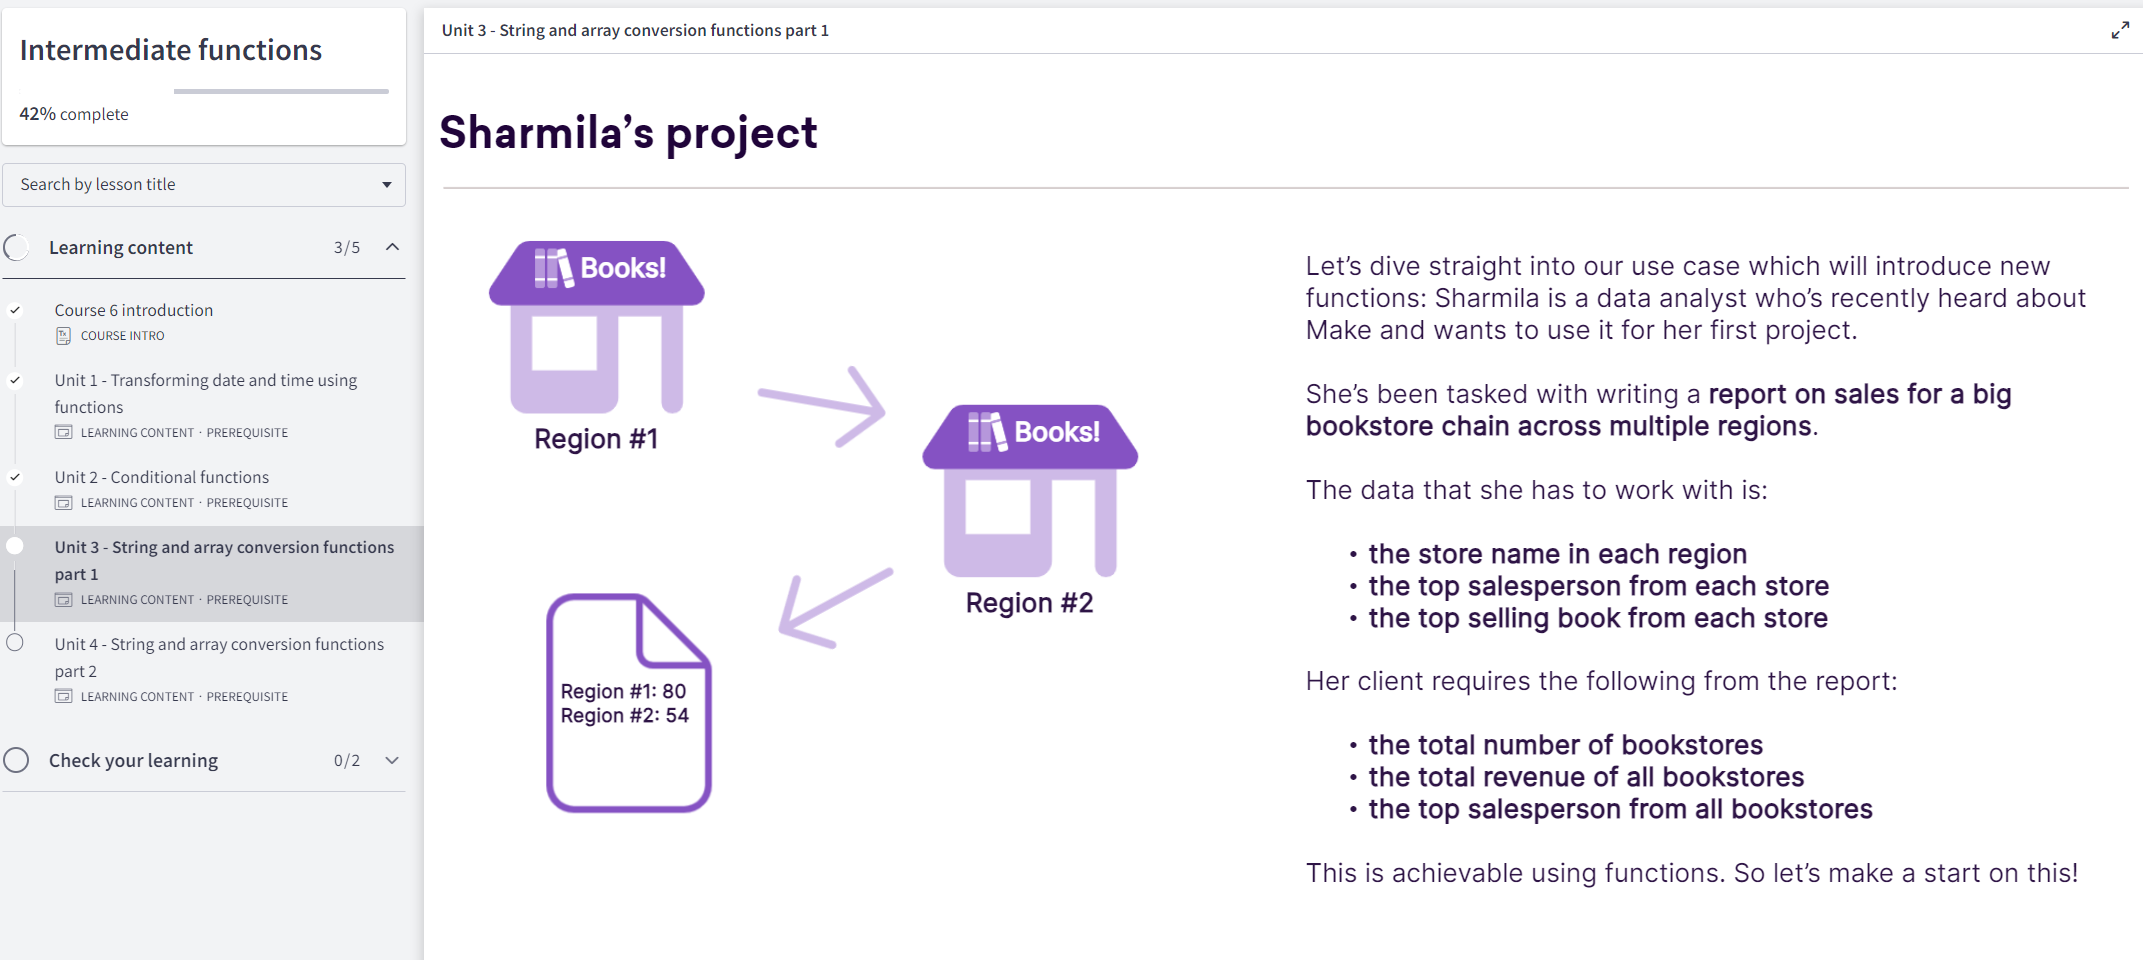 Intermediate functions
42% complete
Search by lesson title
Learning content 3/5
Course 6 introduction
COURSE INTRO
Unit 1 - Transforming date and time using
functions
LEARNING CONTENT · PREREQUISITE
Unit 2 - Conditional functions
LEARNING CONTENT · PREREQUISITE
Unit 3 - String and array conversion functions
part 1
LEARNING CONTENT · PREREQUISITE
Unit 4 - String and array conversion functions
part 2
LEARNING CONTENT · PREREQUISITE
Check your learning 0/2
Unit 3 - String and array conversion functions part 1
Sharmila’s project
Books!
Region #1
Books!
Region #2
Region #1: 80
Region #2: 54
Let’s dive straight into our use case which will introduce new
functions: Sharmila is a data analyst who’s recently heard about
Make and wants to use it for her first project.
She’s been tasked with writing a report on sales for a big
bookstore chain across multiple regions.
The data that she has to work with is:
• the store name in each region
• the top salesperson from each store
• the top selling book from each store
Her client requires the following from the report:
• the total number of bookstores
• the total revenue of all bookstores
• the top salesperson from all bookstores
This is achievable using functions. So let’s make a start on this!